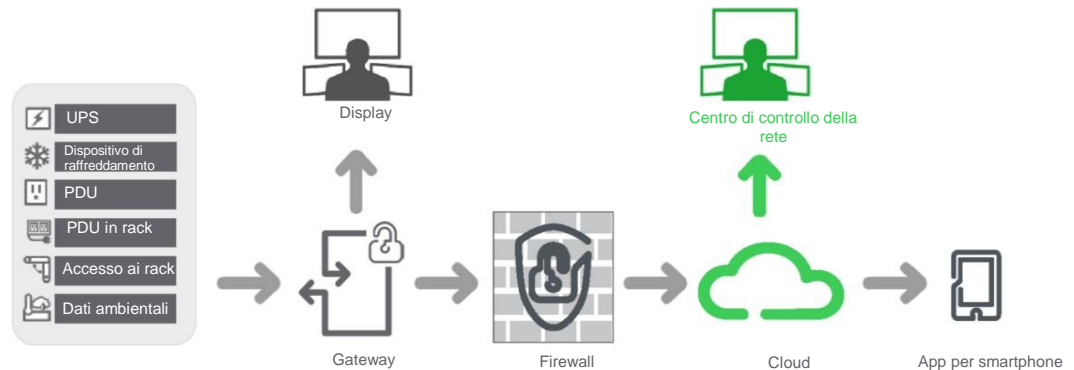 Display
Centro di controllo della
rete
UPS
Dispositivo di
raffreddamento
PDU
PDU in rack
Accesso ai rack
Dati ambientali
Gateway
Firewall
Cloud
App per smartphone